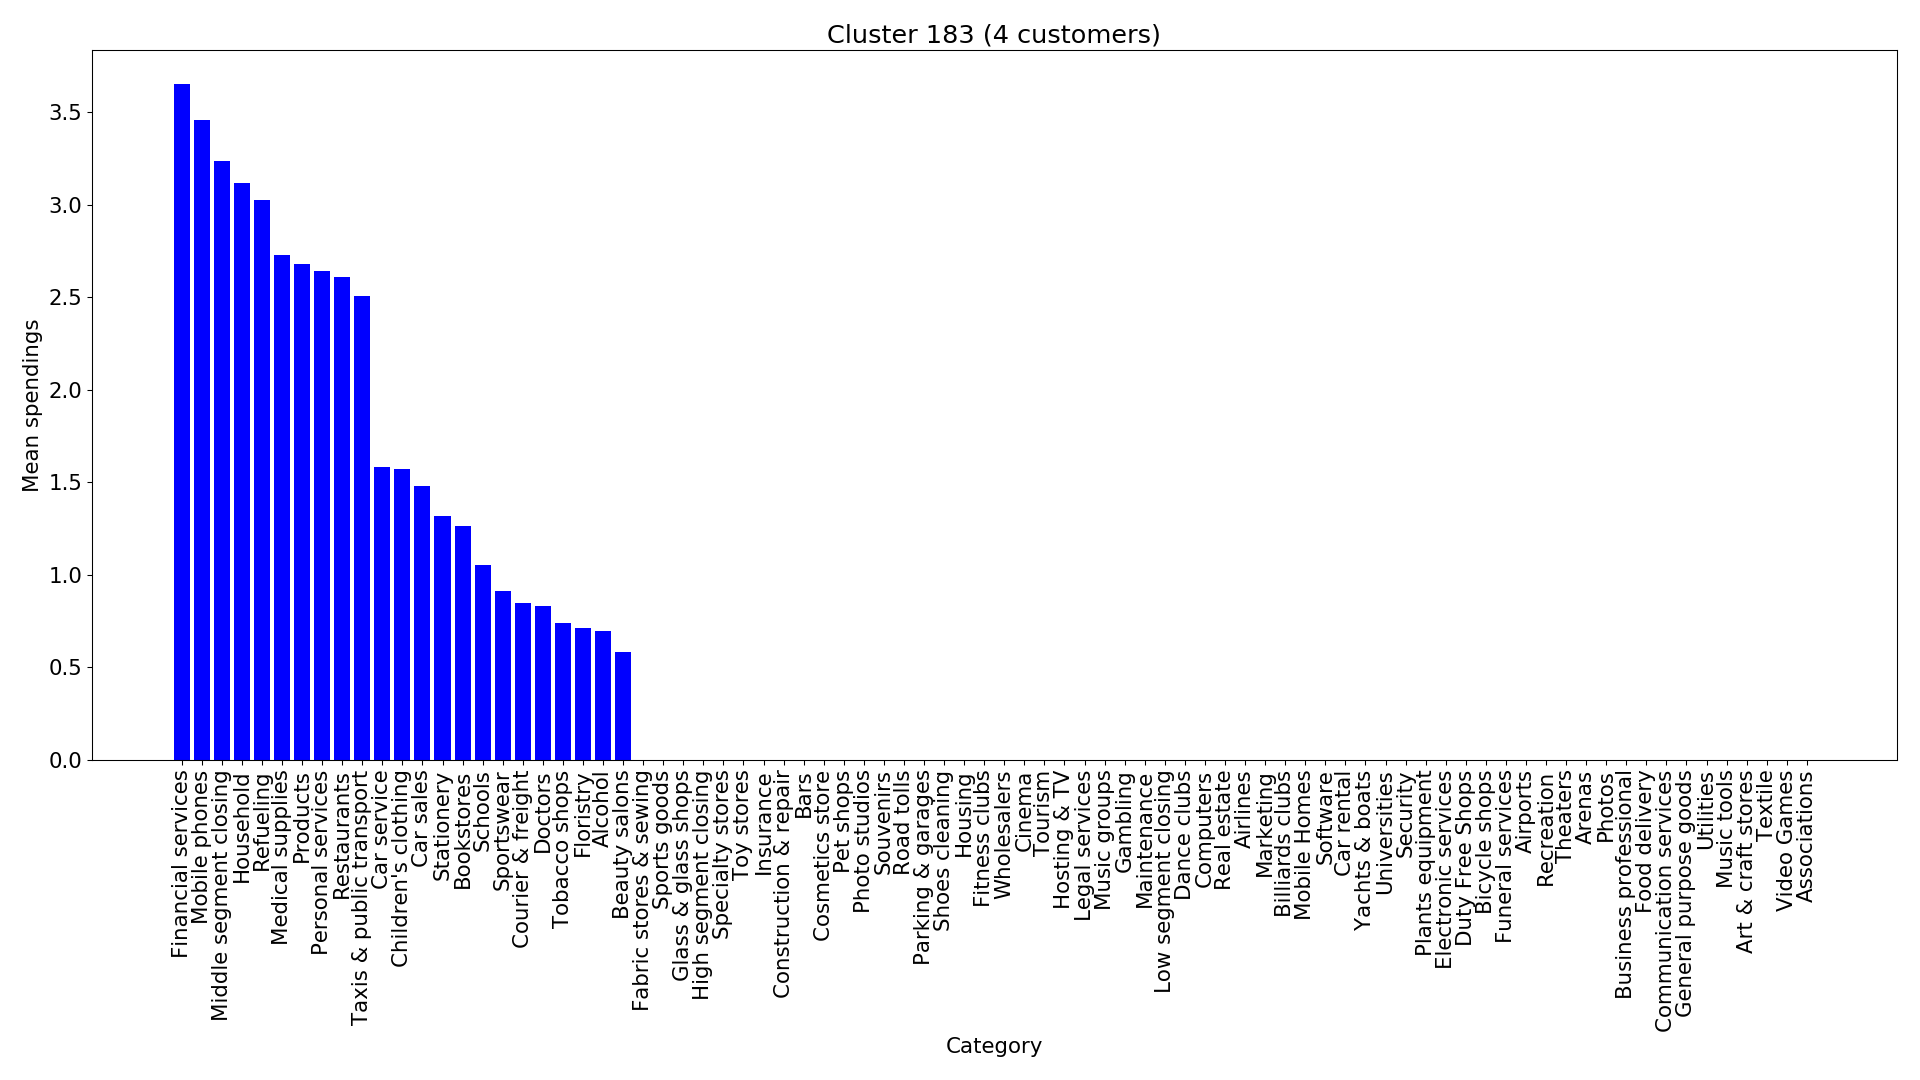 Cluster 183 (4 customers)
Mean spendings
3.5
3.0
2.5
2.0
1.5
1.0
0.5
0.0
Financial services
Mobile phones
Middle segment closing
Household
Refueling
Medical supplies
Products
Personal services
Restaurants
Taxis & public transport
Car service
Children's clothing
Car sales
Stationery
Bookstores
Schools
Sportswear
Courier & freight
Doctors
Tobacco shops
Floristry
Alcohol
Beauty salons
Fabric stores & sewing
Sports goods
Glass & glass shops
High segment closing
Specialty stores
Toy stores
Insurance
Construction & repair
Bars
Cosmetics store
Pet shops
Photo studios
Souvenirs
Road tolls
Parking & garages
Shoes cleaning
Housing
Fitness clubs
Wholesalers
Cinema
Tourism
Hosting & TV
Legal services
Music groups
Gambling
Maintenance
Low segment closing
Dance clubs
Computers
Real estate
Airlines
Marketing
Billiards clubs
Mobile Homes
Software
Car rental
Yachts & boats
Universities
Security
Plants equipment
Electronic services
Duty Free Shops
Bicycle shops
Funeral services
Airports
Recreation
Theaters
Arenas
Photos
Business professional
Food delivery
Communication services
General purpose goods
Utilities
Music tools
Art & craft stores
Textile
Video Games
Associations
Category